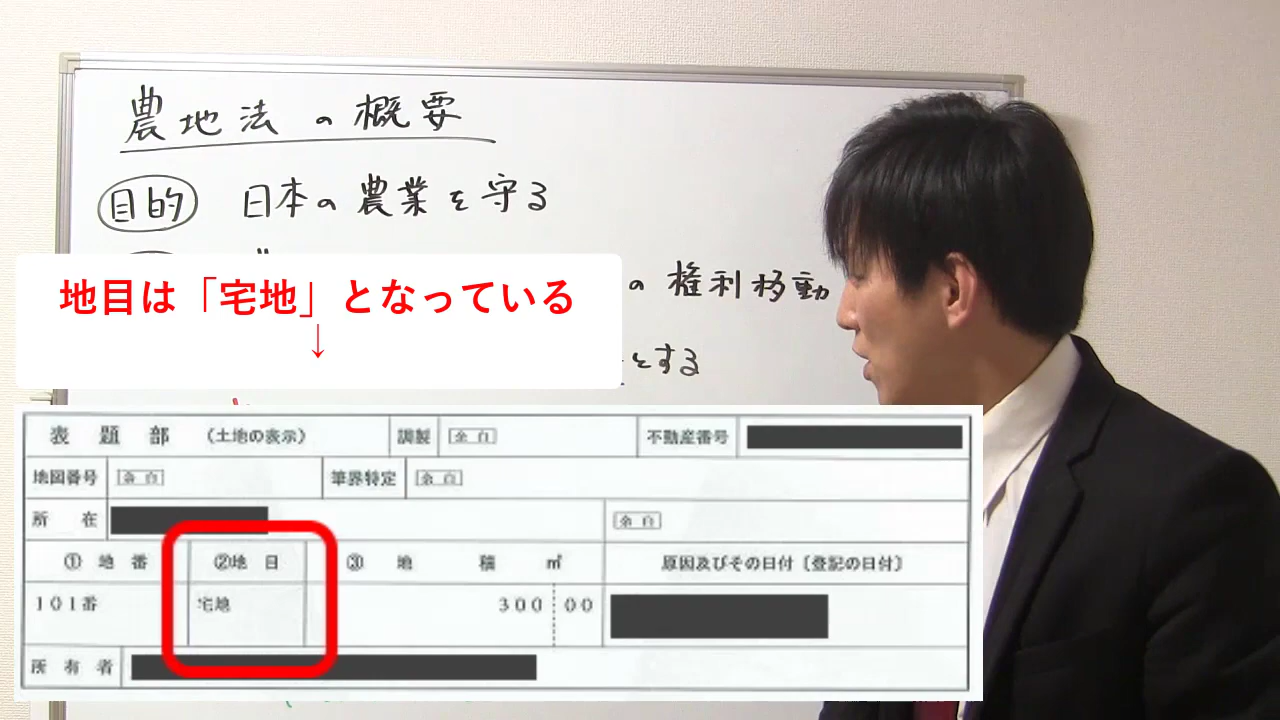 農地法の概要
目的 日本の農業を守る
の権利移動
とする
地目は「宅地」となっている
↓
表題部 (土地の表示) 調製 余白 不動産番号
地図番号 余白 筆界特定 余白
所在 余白
①地番 ②地目 ③地積㎡ 原因及びその日付〔登記の日付〕
101番 宅地 300 00
所有者